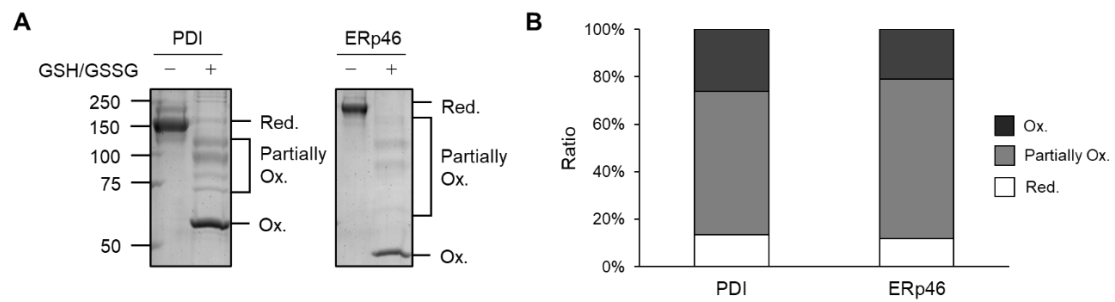 A
PDI
ERp46
GSH/GSSG − + − +
250
150
100
75
50
Red.
Partially
Ox.
Ox.
Red.
Partially
Ox.
Ox.
B
100%
80%
60%
40%
20%
0%
Ratio
PDI
ERp46
Ox.
Partially Ox.
Red.